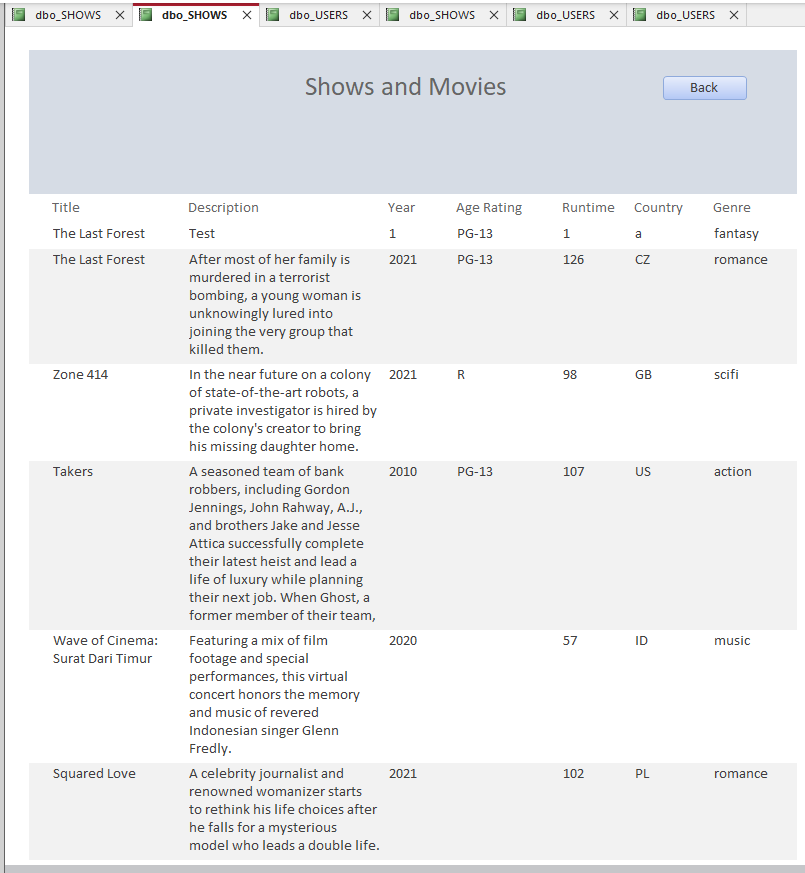 dbo_SHOWS dbo_SHOWS dbo_USERS dbo_SHOWS dbo_USERS dbo_USERS
Shows and Movies
Back
Title Description Year Age Rating Runtime Country Genre
The Last Forest Test 1 PG-13 1 a fantasy
The Last Forest After most of her family is 2021 PG-13 126 CZ romance
murdered in a terrorist
bombing, a young woman is
unknowingly lured into
joining the very group that
killed them.
Zone 414 In the near future on a colony 2021 R 98 GB scifi
of state-of-the-art robots, a
private investigator is hired by
the colony's creator to bring
his missing daughter home.
Takers A seasoned team of bank 2010 PG-13 107 US action
robbers, including Gordon
Jennings, John Rahway, A.J.,
and brothers Jake and Jesse
Attica successfully complete
their latest heist and lead a
life of luxury while planning
their next job. When Ghost, a
former member of their team,
Wave of Cinema: Featuring a mix of film 2020 57 ID music
Surat Dari Timur footage and special
performances, this virtual
concert honors the memory
and music of revered
Indonesian singer Glenn
Fredly.
Squared Love A celebrity journalist and 2021 102 PL romance
renowned womanizer starts
to rethink his life choices after
he falls for a mysterious
model who leads a double life.